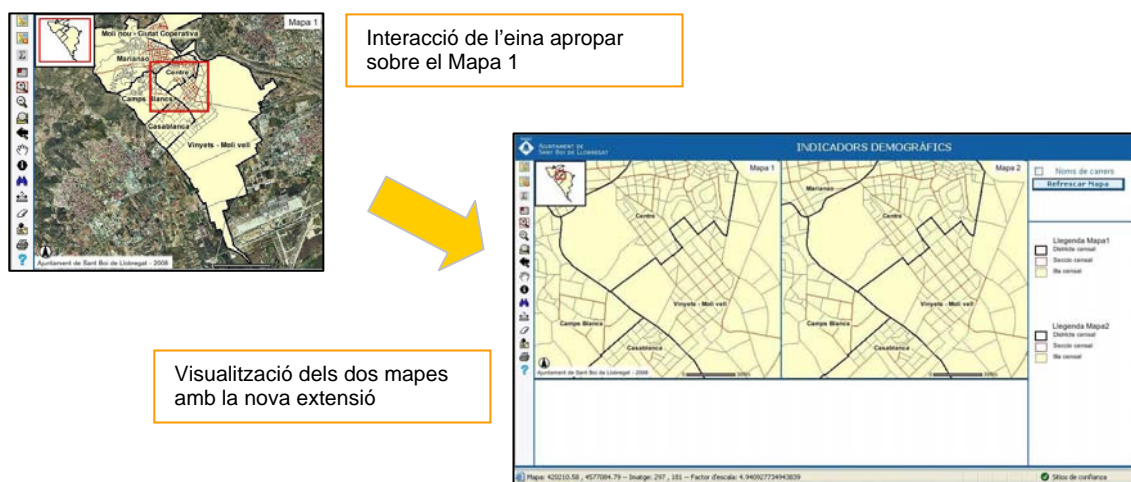 Mapa 1
Molí nou - Ciutat Coperativa
Marianao
Centre
Camps Blancs
Casablanca
Vinyets - Molí vell
Ajuntament de Sant Boi de Llobregat - 2008
Interacció de l'eina apropar
sobre el Mapa 1
AJUNTAMENT DE
SANT BOI DE LLOBREGAT
INDICADORS DEMOGRÀFICS
Mapa 1
Centre
Vinyets - Molí vell
Camps Blancs
Casablanca
Ajuntament de Sant Boi de Llobregat - 2008
Mapa 2
Marianao
Centre
Vinyets - Molí vell
Camps Blancs
Casablanca
Noms de carrers
Refrescar Mapa
Llegenda Mapa1
Districte censal
Secció censal
Illa censal
Llegenda Mapa2
Districte censal
Secció censal
Illa censal
Visualització dels dos mapes
amb la nova extensió
Mapa: 420210.58 , 4577084.79 -- Imatge: 297 , 181 -- Factor d'escala: 4.940927734943839
Sitios de confianza